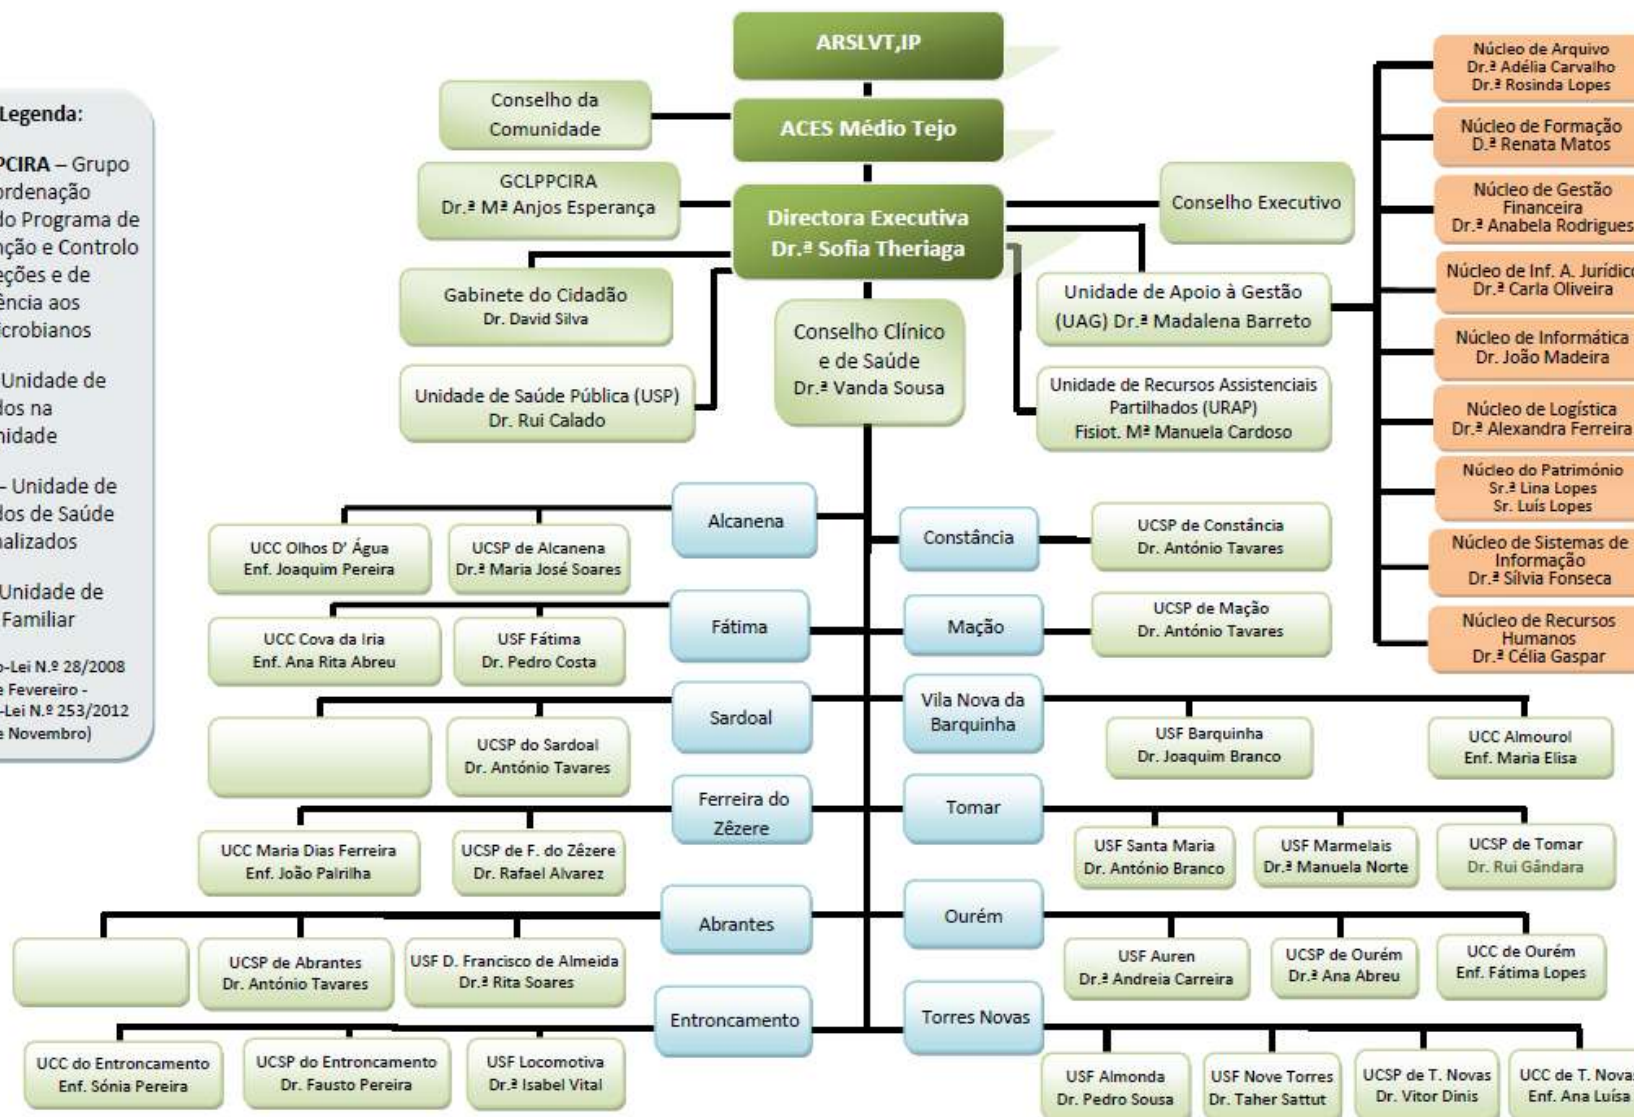 ARSLVT,IP
ACES Médio Tejo
Directora Executiva
Dr.ª Sofia Theriaga
Conselho da
Comunidade
GCLPPCIRA
Dr.ª Mª Anjos Esperança
Gabinete do Cidadão
Dr. David Silva
Unidade de Saúde Pública (USP)
Dr. Rui Calado
Conselho Clínico
e de Saúde
Dr.ª Vanda Sousa
Conselho Executivo
Unidade de Apoio à Gestão
(UAG) Dr.ª Madalena Barreto
Unidade de Recursos Assistenciais
Partilhados (URAP)
Fisiot. Mª Manuela Cardoso
Núcleo de Arquivo
Dr.ª Adélia Carvalho
Dr.ª Rosinda Lopes
Núcleo de Formação
D.ª Renata Matos
Núcleo de Gestão
Financeira
Dr.ª Anabela Rodrigues
Núcleo de Inf. A. Jurídico
Dr.ª Carla Oliveira
Núcleo de Informática
Dr. João Madeira
Núcleo de Logística
Dr.ª Alexandra Ferreira
Núcleo do Património
Sr.ª Lina Lopes
Sr. Luís Lopes
Núcleo de Sistemas de
Informação
Dr.ª Sílvia Fonseca
Núcleo de Recursos
Humanos
Dr.ª Célia Gaspar
Legenda:
PCIRA – Grupo
ordenação
do Programa de
nção e Controlo
eções e de
ência aos
icrobianos
Unidade de
dos na
nidade
– Unidade de
dos de Saúde
nalizados
Unidade de
Familiar
o-Lei N.º 28/2008
e Fevereiro -
-Lei N.º 253/2012
e Novembro)
Alcanena
UCC Olhos D' Água
Enf. Joaquim Pereira
UCSP de Alcanena
Dr.ª Maria José Soares
Constância
UCSP de Constância
Dr. António Tavares
Fátima
UCC Cova da Iria
Enf. Ana Rita Abreu
USF Fátima
Dr. Pedro Costa
Mação
UCSP de Mação
Dr. António Tavares
Sardoal
UCSP do Sardoal
Dr. António Tavares
Vila Nova da
Barquinha
USF Barquinha
Dr. Joaquim Branco
UCC Almourol
Enf. Maria Elisa
Ferreira do
Zêzere
UCC Maria Dias Ferreira
Enf. João Palrilha
UCSP de F. do Zêzere
Dr. Rafael Alvarez
Tomar
USF Santa Maria
Dr. António Branco
USF Marmelais
Dr.ª Manuela Norte
UCSP de Tomar
Dr. Rui Gândara
Abrantes
UCSP de Abrantes
Dr. António Tavares
USF D. Francisco de Almeida
Dr.ª Rita Soares
Ourém
USF Auren
Dr.ª Andreia Carreira
UCSP de Ourém
Dr.ª Ana Abreu
UCC de Ourém
Enf. Fátima Lopes
Entroncamento
UCC do Entroncamento
Enf. Sónia Pereira
UCSP do Entroncamento
Dr. Fausto Pereira
USF Locomotiva
Dr.ª Isabel Vital
Torres Novas
USF Almonda
Dr. Pedro Sousa
USF Nove Torres
Dr. Taher Sattut
UCSP de T. Novas
Dr. Vitor Dinis
UCC de T. Novas
Enf. Ana Luísa